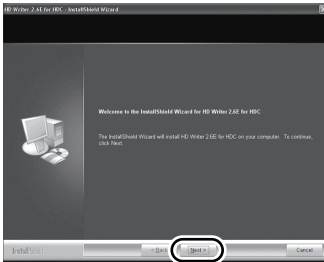 HD Writer 2.6E for HDC - InstallShield Wizard
Welcome to the InstallShield Wizard for HD Writer 2.6E for HDC
The InstallShield Wizard will install HD Writer 2.6E for HDC on your computer. To continue,
click Next.
InstallShield
< Back
Next >
Cancel